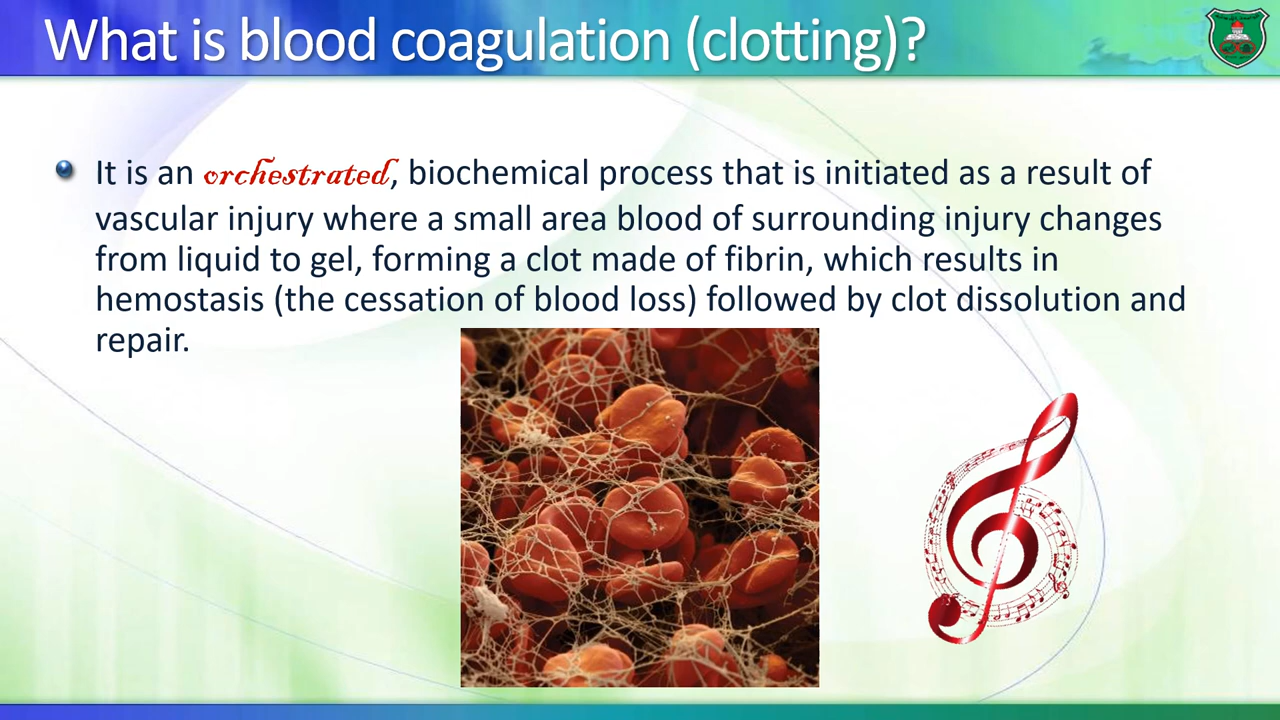 What is blood coagulation (clotting)?
It is an orchestrated, biochemical process that is initiated as a result of
vascular injury where a small area blood of surrounding injury changes
from liquid to gel, forming a clot made of fibrin, which results in
hemostasis (the cessation of blood loss) followed by clot dissolution and
repair.